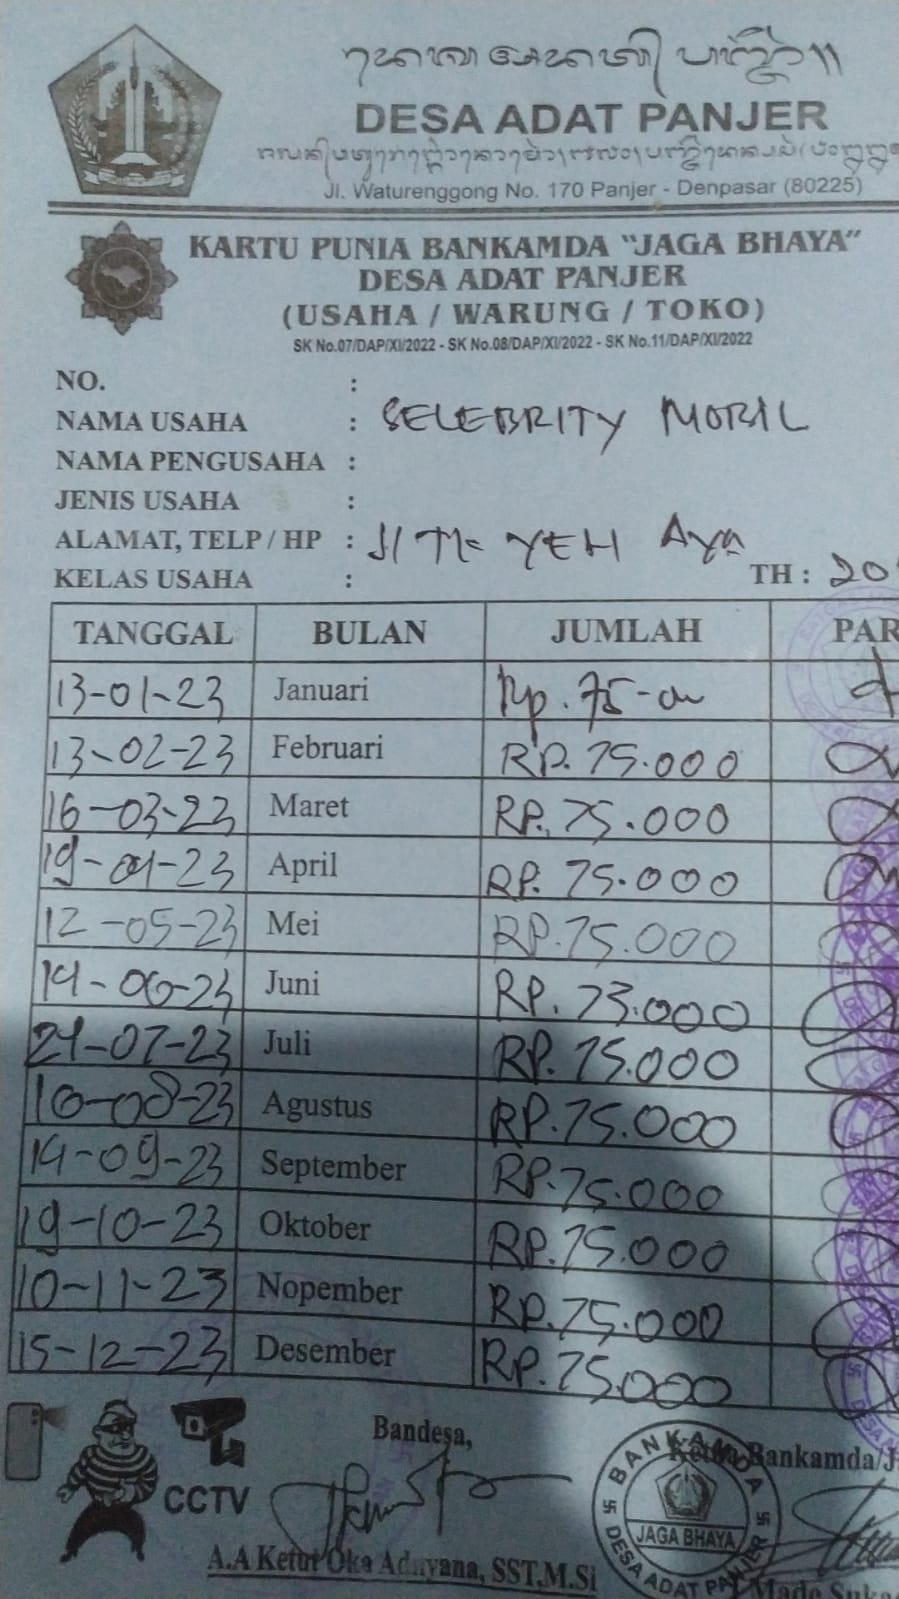 DESA ADAT PANJER
Jl. Waturenggong No. 170 Panjer - Denpasar (80225)
KARTU PUNIA BANKAMDA "JAGA BHAYA"
DESA ADAT PANJER
(USAHA / WARUNG / TOKO)
SK No.07/DAP/XI/2022 - SK No.08/DAP/XI/2022 - SK No.11/DAP/XI/2022
NO. :
NAMA USAHA : SELEBRITY MOBIL
NAMA PENGUSAHA :
JENIS USAHA :
ALAMAT, TELP / HP : Jl Tk YEH Aya
KELAS USAHA : TH : 20
TANGGAL BULAN JUMLAH PAR
13-01-23 Januari Rp. 75-
13-02-23 Februari RP. 75.000
16-03-23 Maret RP. 75.000
19-04-23 April RP. 75.000
12-05-23 Mei RP. 75.000
14-06-23 Juni RP. 75.000
Juli RP. 75.000
10-08-23 Agustus RP. 75.000
14-09-23 September RP. 75.000
19-10-23 Oktober RP. 75.000
10-11-23 Nopember RP. 75.000
15-12-23 Desember RP. 75.000
Bandesa, Ketua Bankamda/J
CCTV
BANKAMDA
JAGA BHAYA
DESA ADAT PANJER
A.A Ketut Oka Adnyana, SST,M.Si I Made Suka